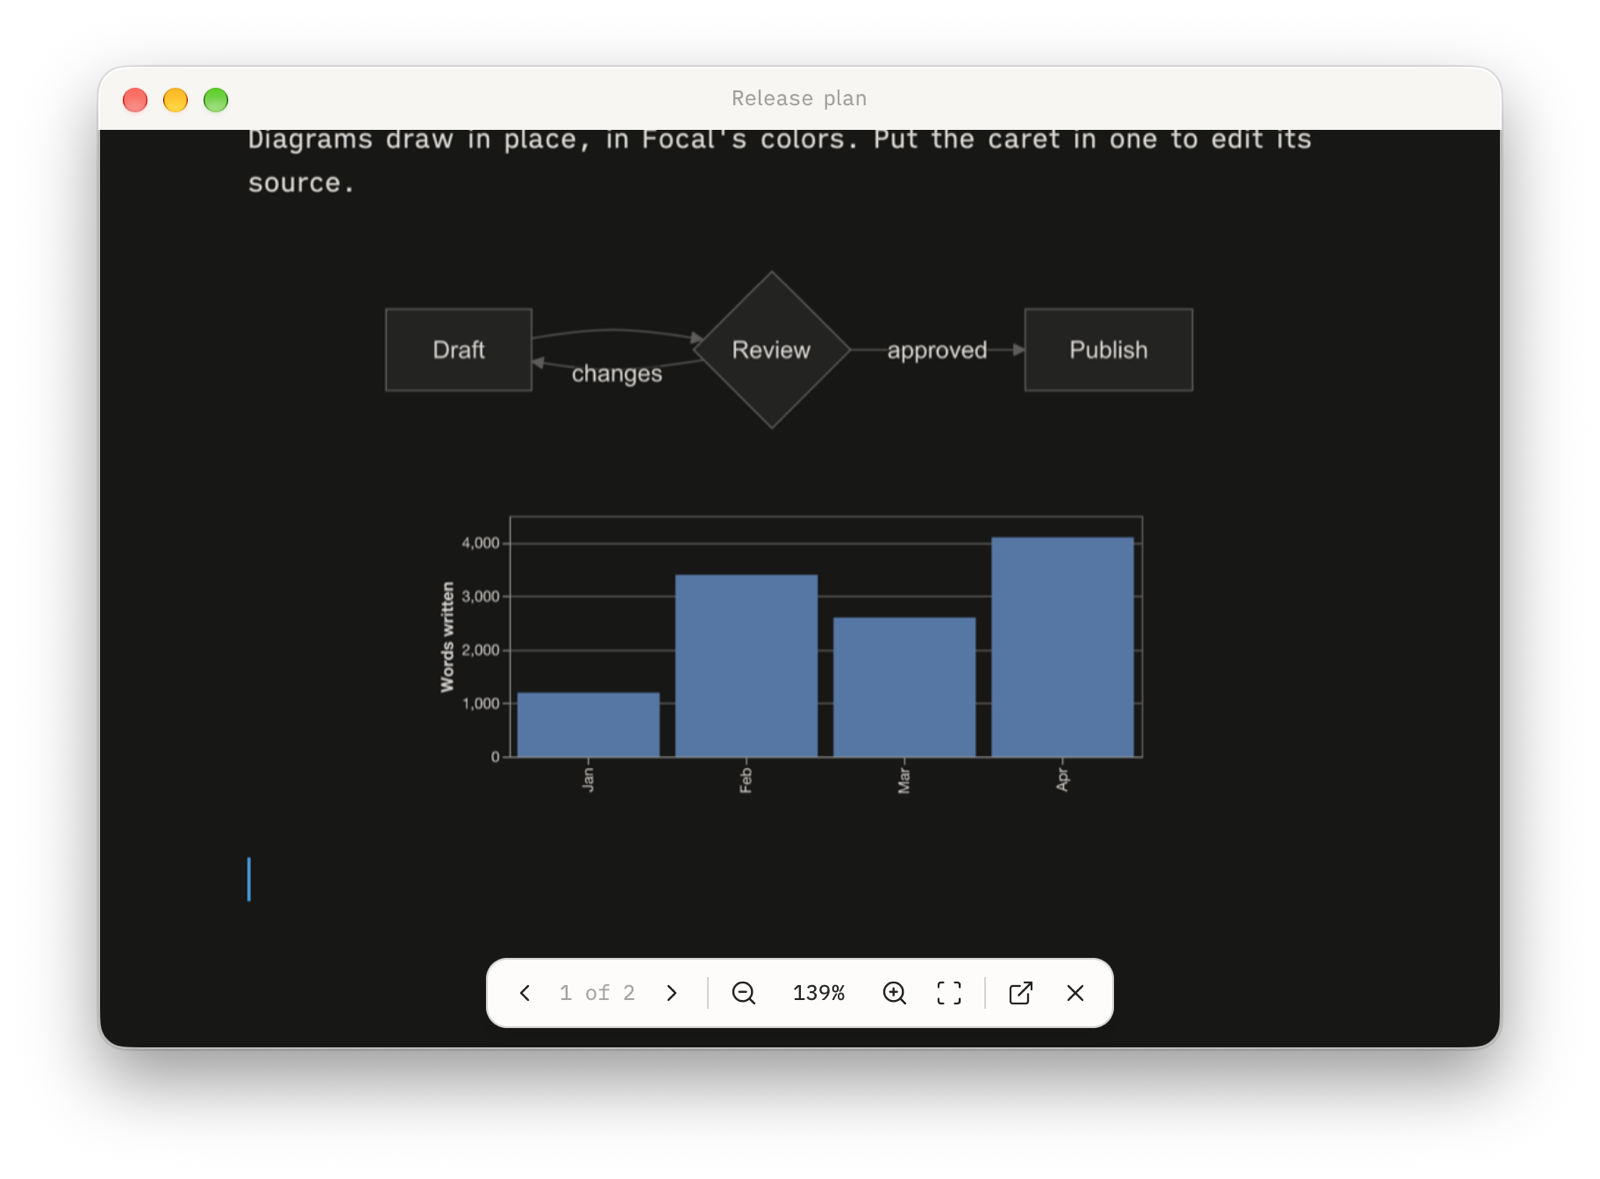 Release plan
Diagrams draw in place, in Focal's colors. Put the caret in one to edit its
source.
Draft
changes
Review
approved
Publish
Words written
4,000
3,000
2,000
1,000
0
Jan
Feb
Mar
Apr
1 of 2
139%